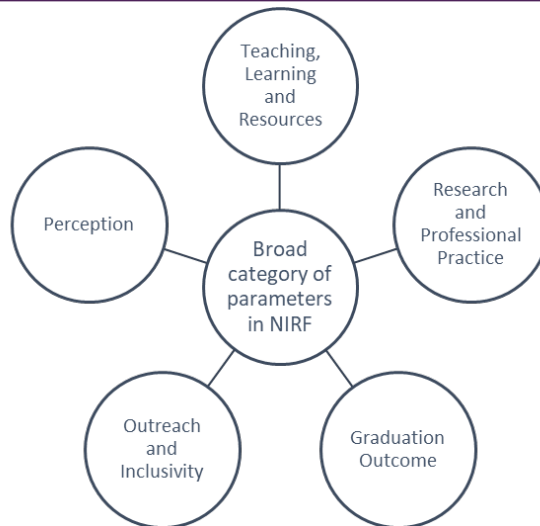 Teaching,
Learning
and
Resources
Research
and
Professional
Practice
Graduation
Outcome
Outreach
and
Inclusivity
Perception
Broad
category of
parameters
in NIRF